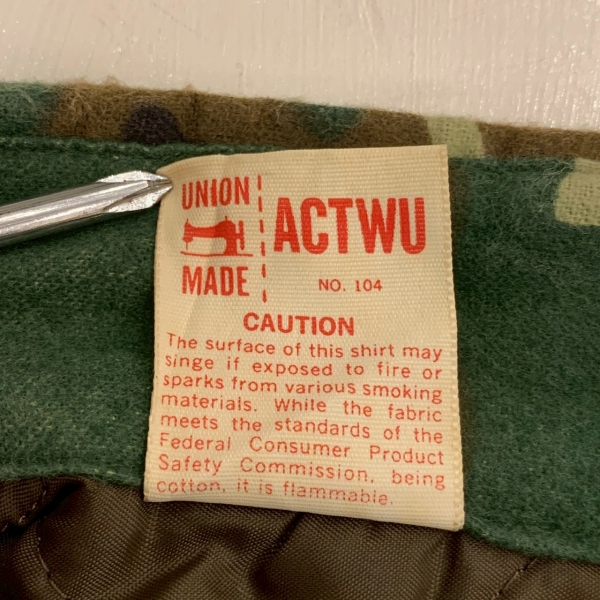 UNION
MADE
ACTWU
NO. 104
CAUTION
The surface of this shirt may
singe if exposed to fire or
sparks from various smoking
materials. While the fabric
meets the standards of the
Federal Consumer Product
Safety Commission, being
cotton, it is flammable.